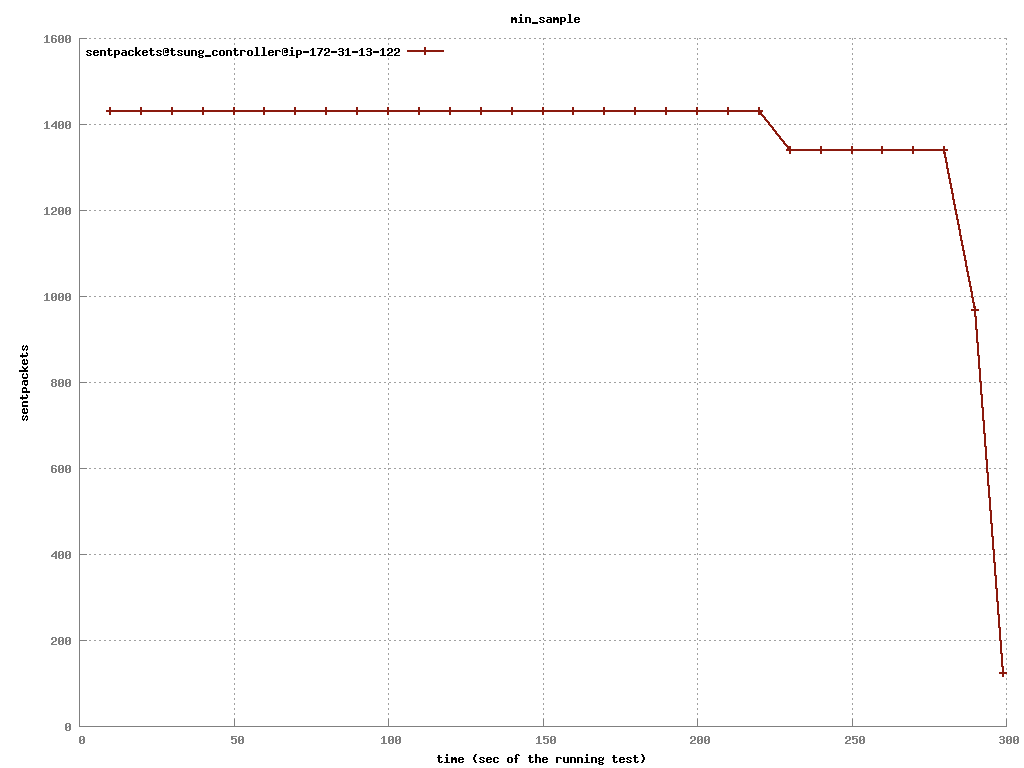 min_sample
sentpackets@tsung_controller@ip-172-31-13-122
1600
1400
1200
1000
800
600
400
200
0
sentpackets
0 50 100 150 200 250 300
time (sec of the running test)